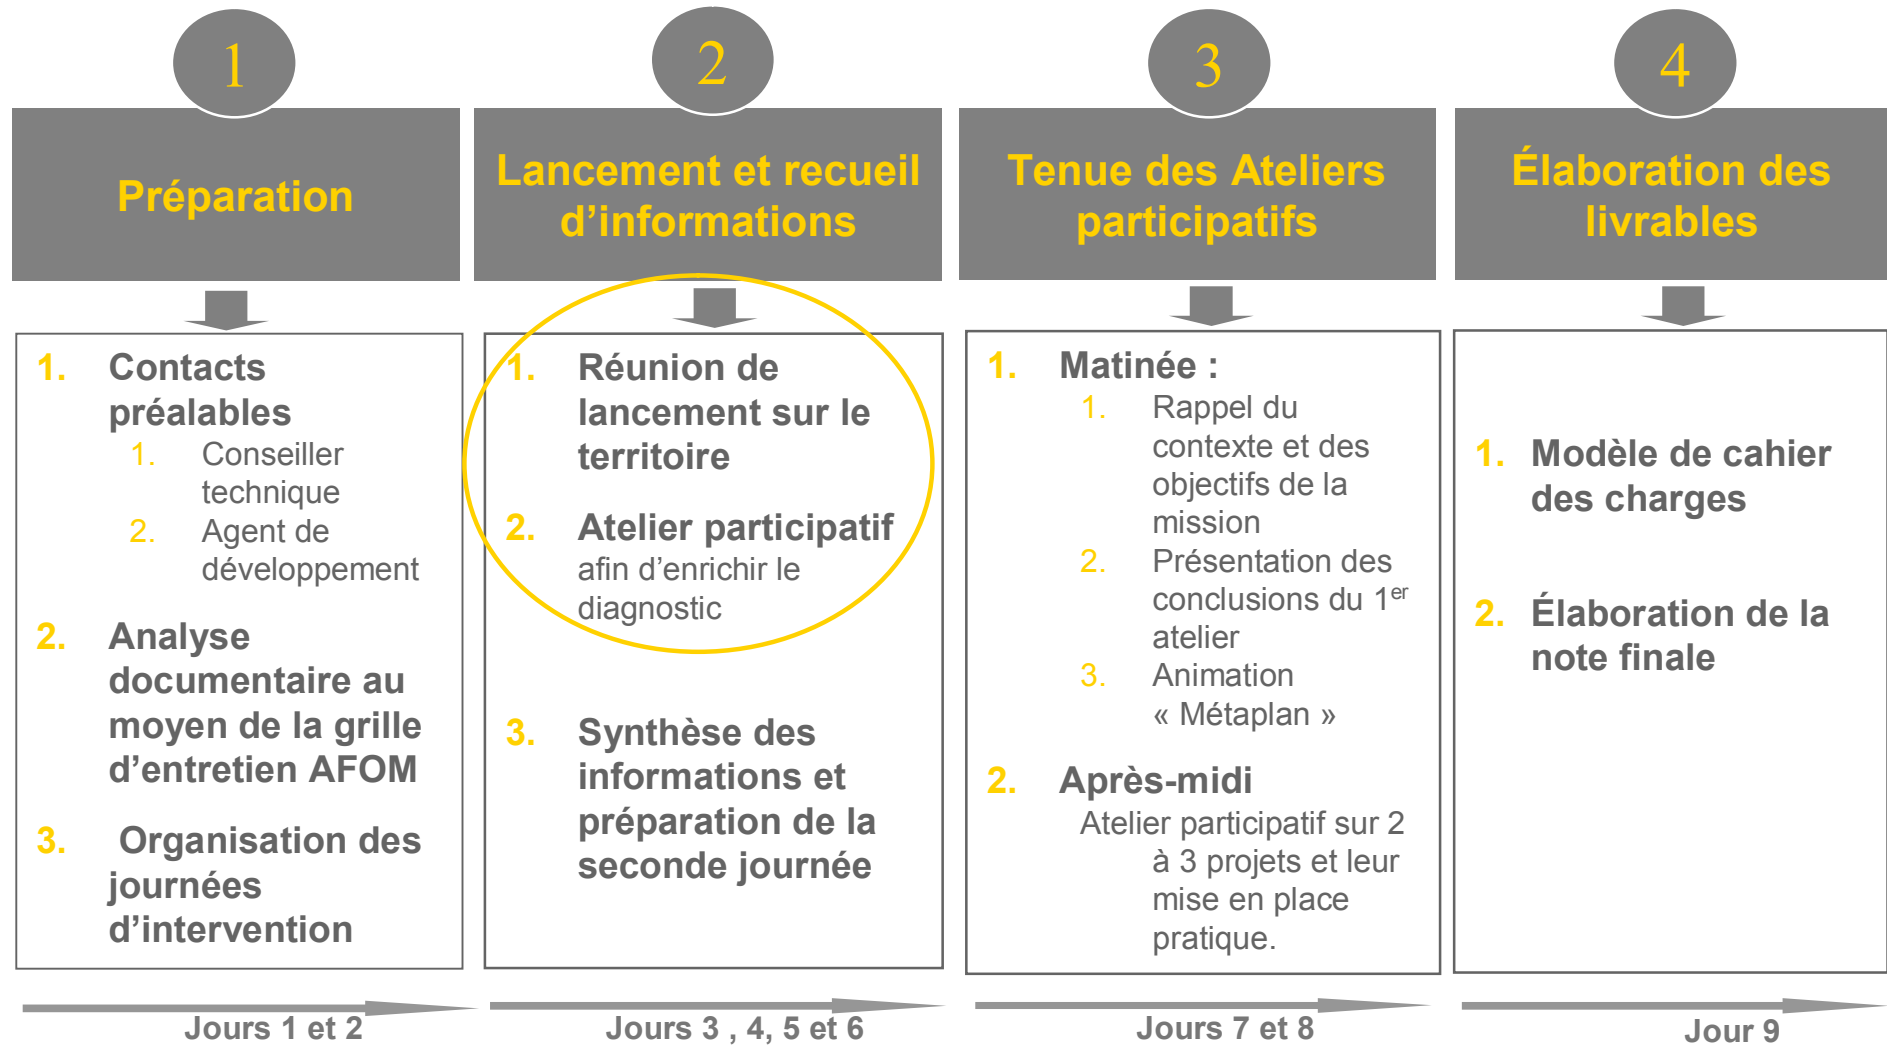 1
Préparation
1. Contacts
préalables
1. Conseiller
technique
2. Agent de
développement
2. Analyse
documentaire au
moyen de la grille
d’entretien AFOM
3. Organisation des
journées
d’intervention
Jours 1 et 2
2
Lancement et recueil
d’informations
1. Réunion de
lancement sur le
territoire
2. Atelier participatif
afin d’enrichir le
diagnostic
3. Synthèse des
informations et
préparation de la
seconde journée
Jours 3 , 4, 5 et 6
3
Tenue des Ateliers
participatifs
1. Matinée :
1. Rappel du
contexte et des
objectifs de la
mission
2. Présentation des
conclusions du 1er
atelier
3. Animation
« Métaplan »
2. Après-midi
Atelier participatif sur 2
à 3 projets et leur
mise en place
pratique.
Jours 7 et 8
4
Élaboration des
livrables
1. Modèle de cahier
des charges
2. Élaboration de la
note finale
Jour 9